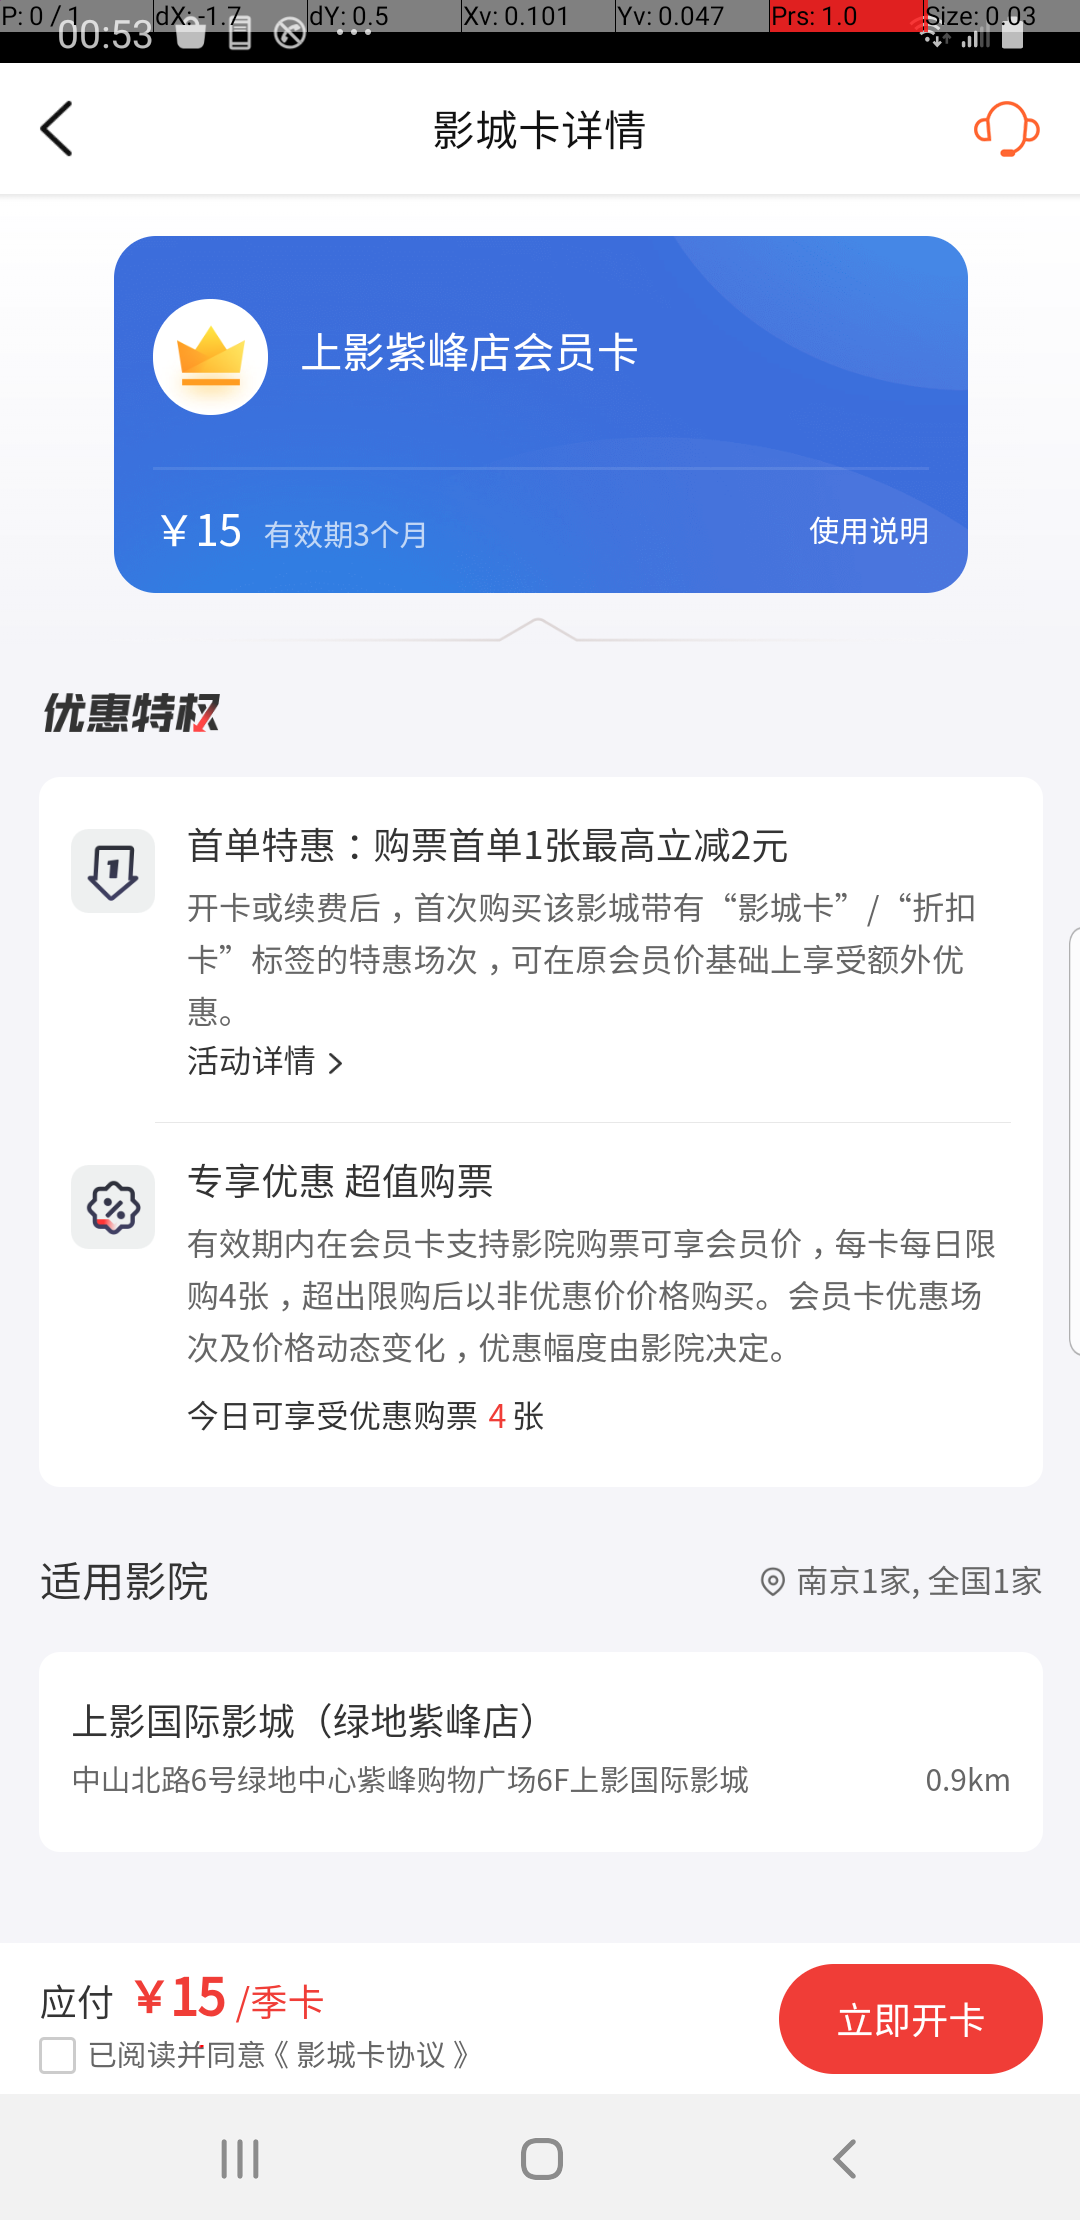 P: 0 / 1 dX: -1.7 dY: 0.5 Xv: 0.101 Yv: 0.047 Prs: 1.0 Size: 0.03
00:53
影城卡详情
上影紫峰店会员卡
¥15 有效期3个月 使用说明
优惠特权
首单特惠：购票首单1张最高立减2元
开卡或续费后，首次购买该影城带有“影城卡”/“折扣
卡”标签的特惠场次，可在原会员价基础上享受额外优
惠。
活动详情 >
专享优惠 超值购票
有效期内在会员卡支持影院购票可享会员价，每卡每日限
购4张，超出限购后以非优惠价价格购买。会员卡优惠场
次及价格动态变化，优惠幅度由影院决定。
今日可享受优惠购票 4 张
适用影院 南京1家, 全国1家
上影国际影城（绿地紫峰店）
中山北路6号绿地中心紫峰购物广场6F上影国际影城 0.9km
应付 ¥15 /季卡
已阅读并同意《影城卡协议》
立即开卡